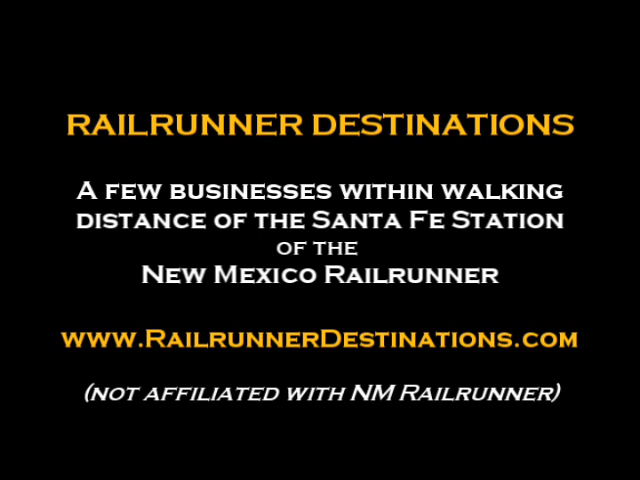 RAILRUNNER DESTINATIONS
A FEW BUSINESSES WITHIN WALKING
DISTANCE OF THE SANTA FE STATION
OF THE
NEW MEXICO RAILRUNNER
WWW.RAILRUNNERDESTINATIONS.COM
(NOT AFFILIATED WITH NM RAILRUNNER)